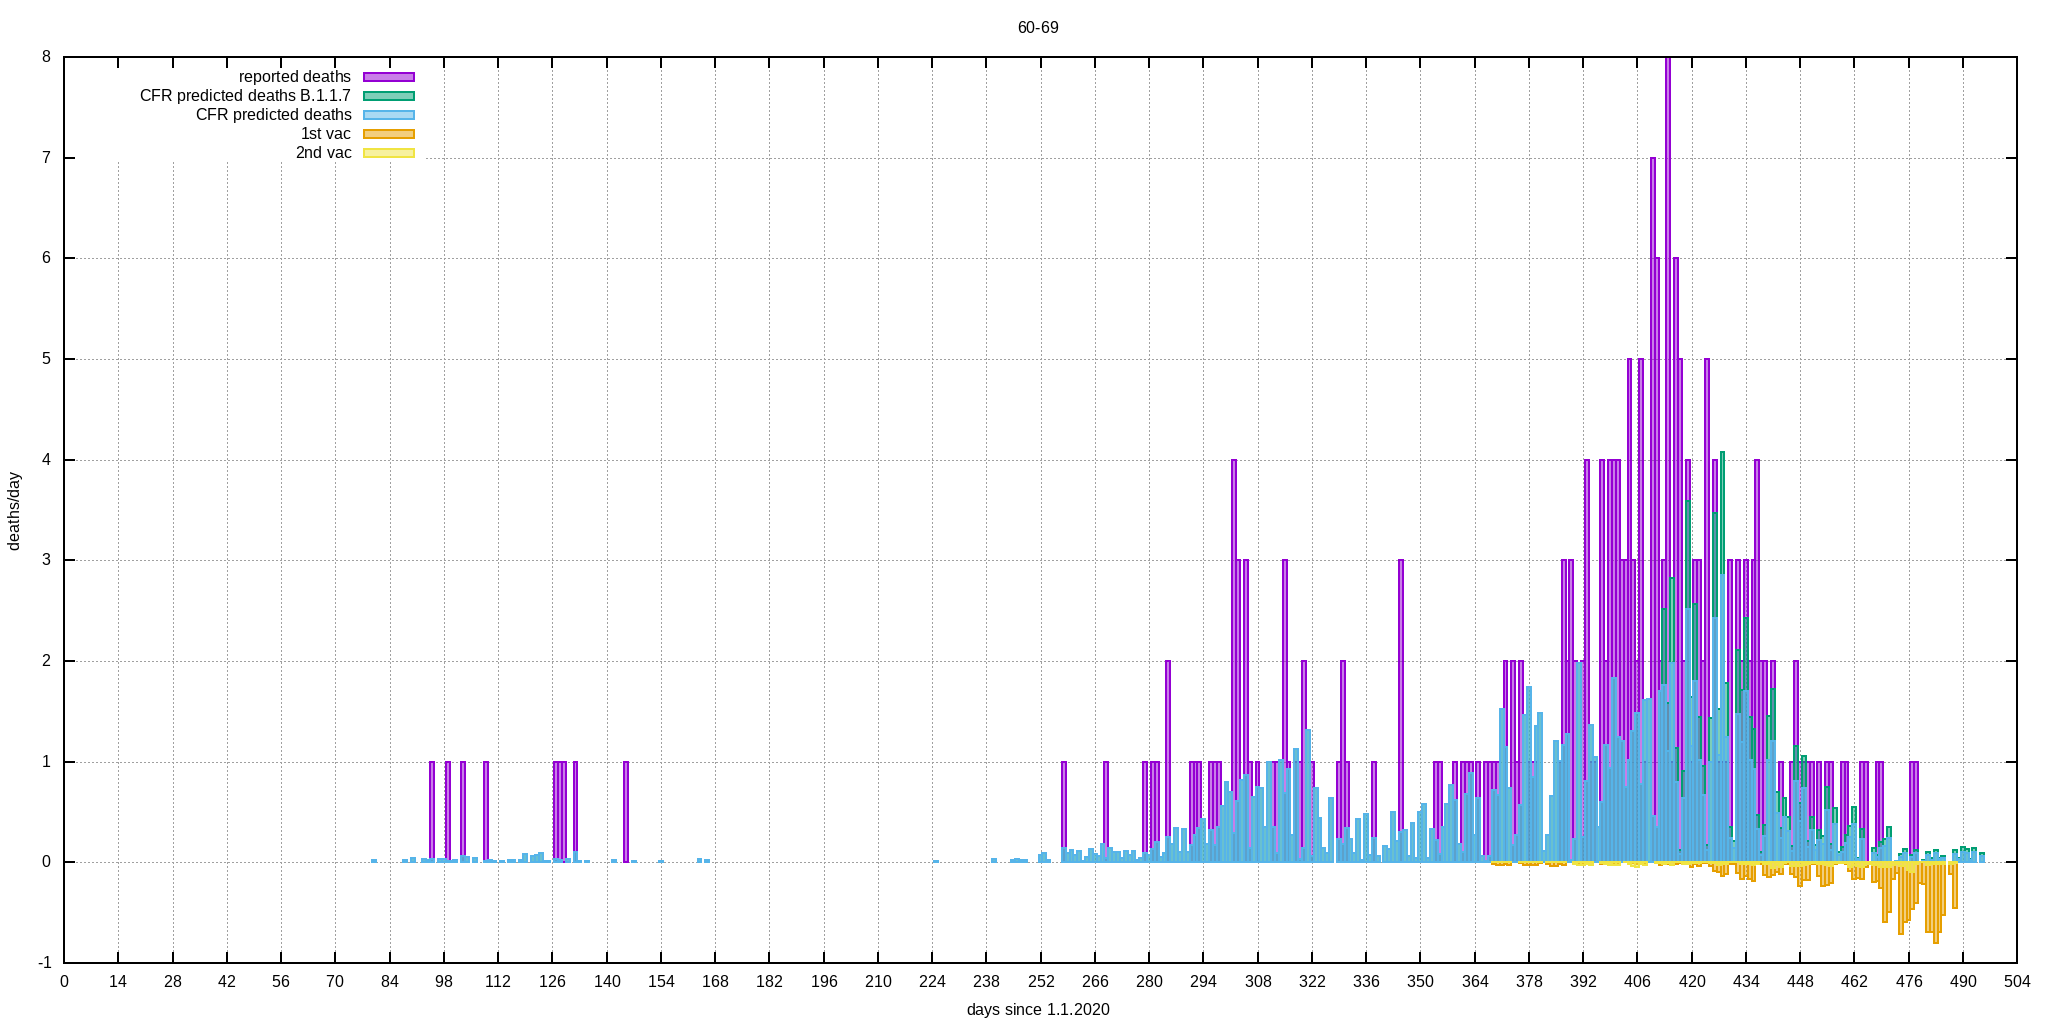 60-69
reported deaths
CFR predicted deaths B.1.1.7
CFR predicted deaths
1st vac
2nd vac
8
7
6
5
4
3
2
1
0
-1
deaths/day
0 14 28 42 56 70 84 98 112 126 140 154 168 182 196 210 224 238 252 266 280 294 308 322 336 350 364 378 392 406 420 434 448 462 476 490 504
days since 1.1.2020